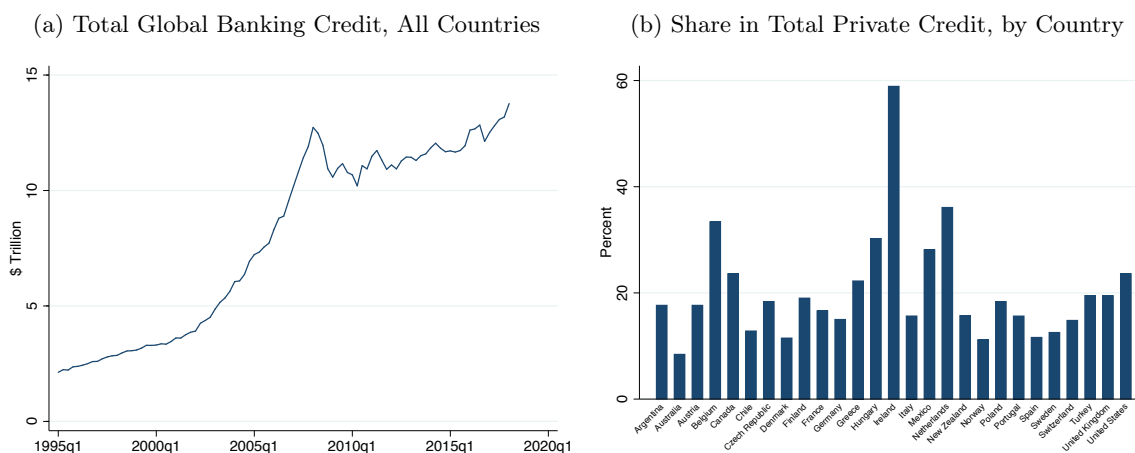 (a) Total Global Banking Credit, All Countries
15
10
5
0
$ Trillion
1995q1
2000q1
2005q1
2010q1
2015q1
2020q1
(b) Share in Total Private Credit, by Country
60
40
20
0
Percent
Argentina
Australia
Austria
Belgium
Canada
Chile
Czech Republic
Denmark
Finland
France
Germany
Greece
Hungary
Ireland
Italy
Mexico
Netherlands
New Zealand
Norway
Poland
Portugal
Spain
Sweden
Switzerland
Turkey
United Kingdom
United States